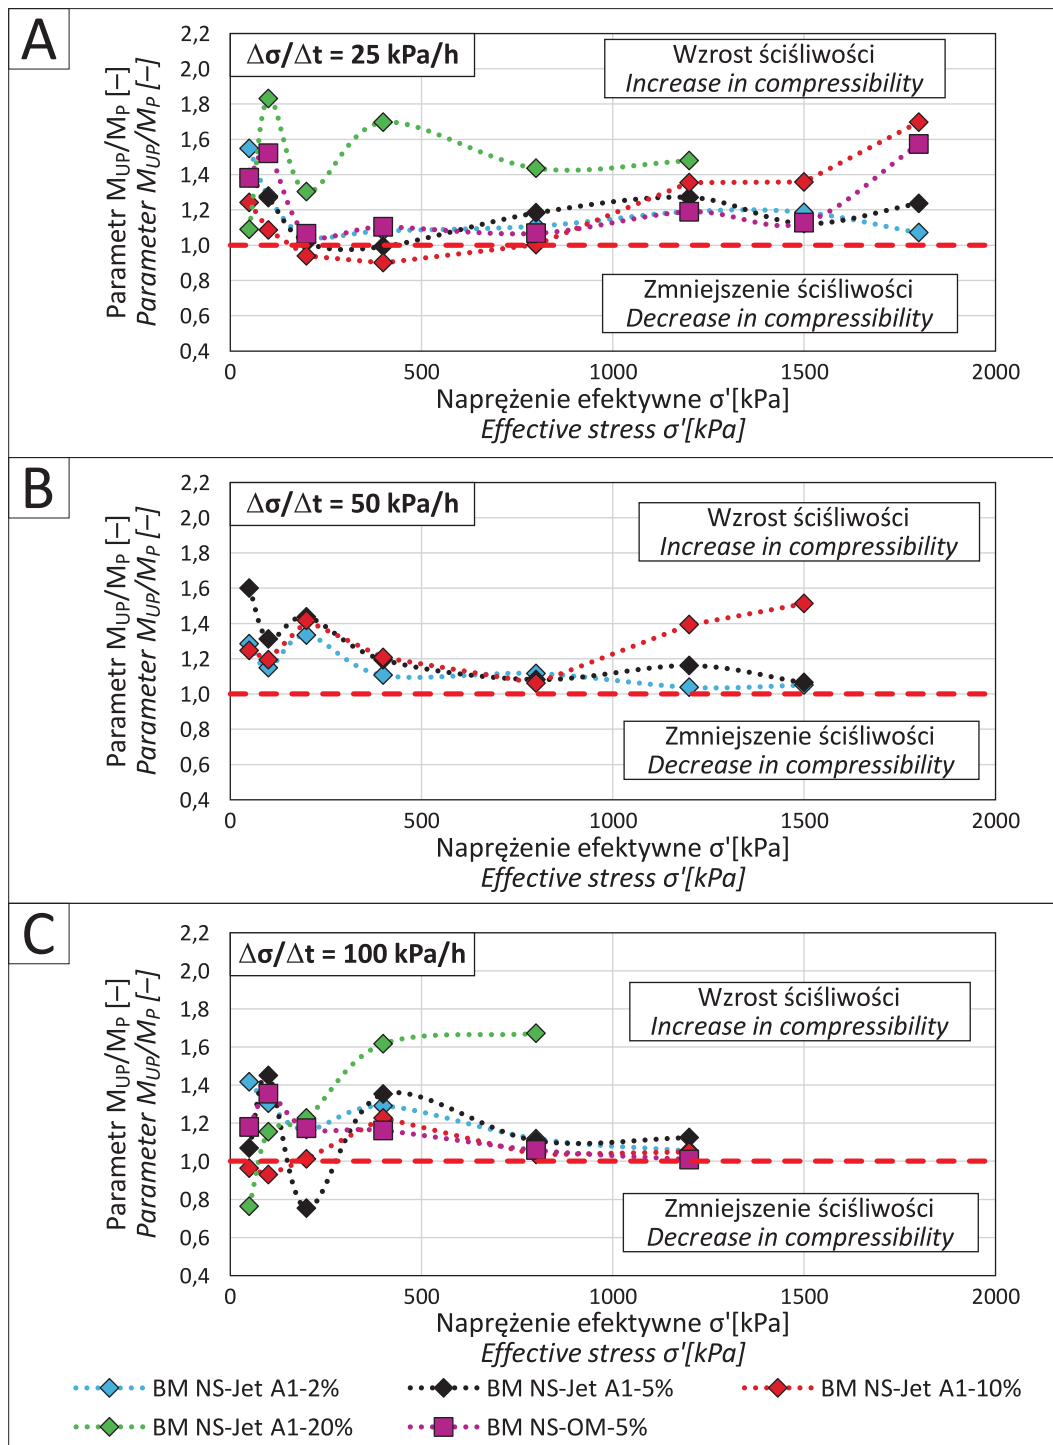 A
Δσ/Δt = 25 kPa/h
Wzrost ściśliwości
Increase in compressibility
Zmniejszenie ściśliwości
Decrease in compressibility
Parametr MUP/MP [–]
Parameter MUP/MP [–]
2,2
2,0
1,8
1,6
1,4
1,2
1,0
0,8
0,6
0,4
0 500 1000 1500 2000
Naprężenie efektywne σ'[kPa]
Effective stress σ'[kPa]
B
Δσ/Δt = 50 kPa/h
Wzrost ściśliwości
Increase in compressibility
Zmniejszenie ściśliwości
Decrease in compressibility
Parametr MUP/MP [–]
Parameter MUP/MP [–]
2,2
2,0
1,8
1,6
1,4
1,2
1,0
0,8
0,6
0,4
0 500 1000 1500 2000
Naprężenie efektywne σ'[kPa]
Effective stress σ'[kPa]
C
Δσ/Δt = 100 kPa/h
Wzrost ściśliwości
Increase in compressibility
Zmniejszenie ściśliwości
Decrease in compressibility
Parametr MUP/MP [–]
Parameter MUP/MP [–]
2,2
2,0
1,8
1,6
1,4
1,2
1,0
0,8
0,6
0,4
0 500 1000 1500 2000
Naprężenie efektywne σ'[kPa]
Effective stress σ'[kPa]
BM NS-Jet A1-2% BM NS-Jet A1-5% BM NS-Jet A1-10%
BM NS-Jet A1-20% BM NS-OM-5%